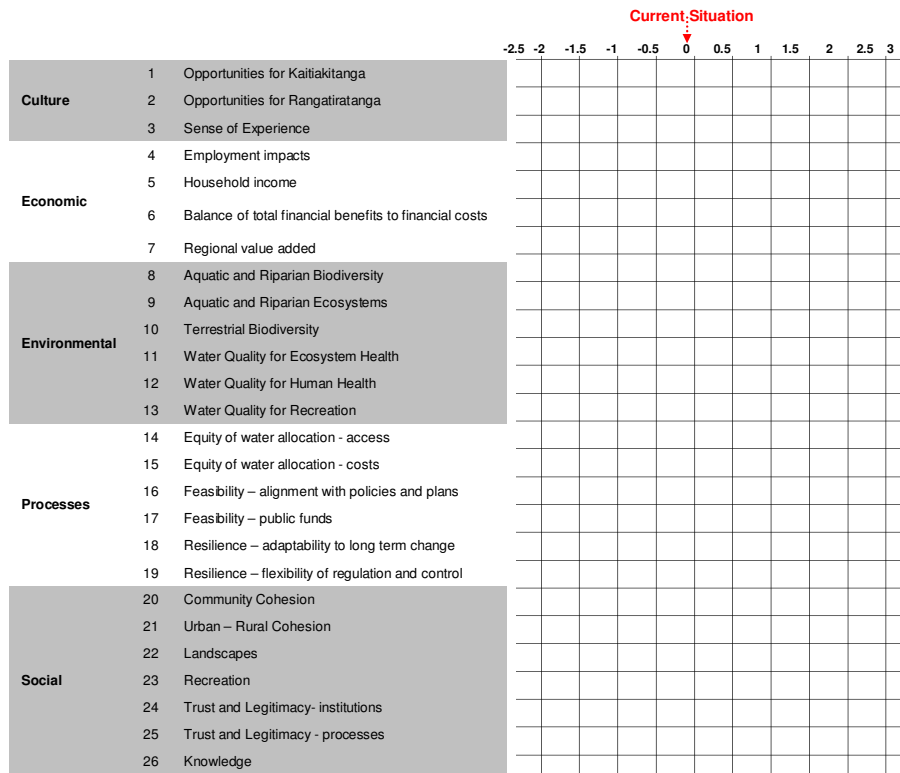 Current Situation
-2.5 -2 -1.5 -1 -0.5 0 0.5 1 1.5 2 2.5 3
1 Opportunities for Kaitiakitanga
Culture 2 Opportunities for Rangatiratanga
3 Sense of Experience
4 Employment impacts
5 Household income
Economic
6 Balance of total financial benefits to financial costs
7 Regional value added
8 Aquatic and Riparian Biodiversity
9 Aquatic and Riparian Ecosystems
10 Terrestrial Biodiversity
Environmental
11 Water Quality for Ecosystem Health
12 Water Quality for Human Health
13 Water Quality for Recreation
14 Equity of water allocation - access
15 Equity of water allocation - costs
16 Feasibility – alignment with policies and plans
Processes
17 Feasibility – public funds
18 Resilience – adaptability to long term change
19 Resilience – flexibility of regulation and control
20 Community Cohesion
21 Urban – Rural Cohesion
22 Landscapes
Social 23 Recreation
24 Trust and Legitimacy- institutions
25 Trust and Legitimacy - processes
26 Knowledge